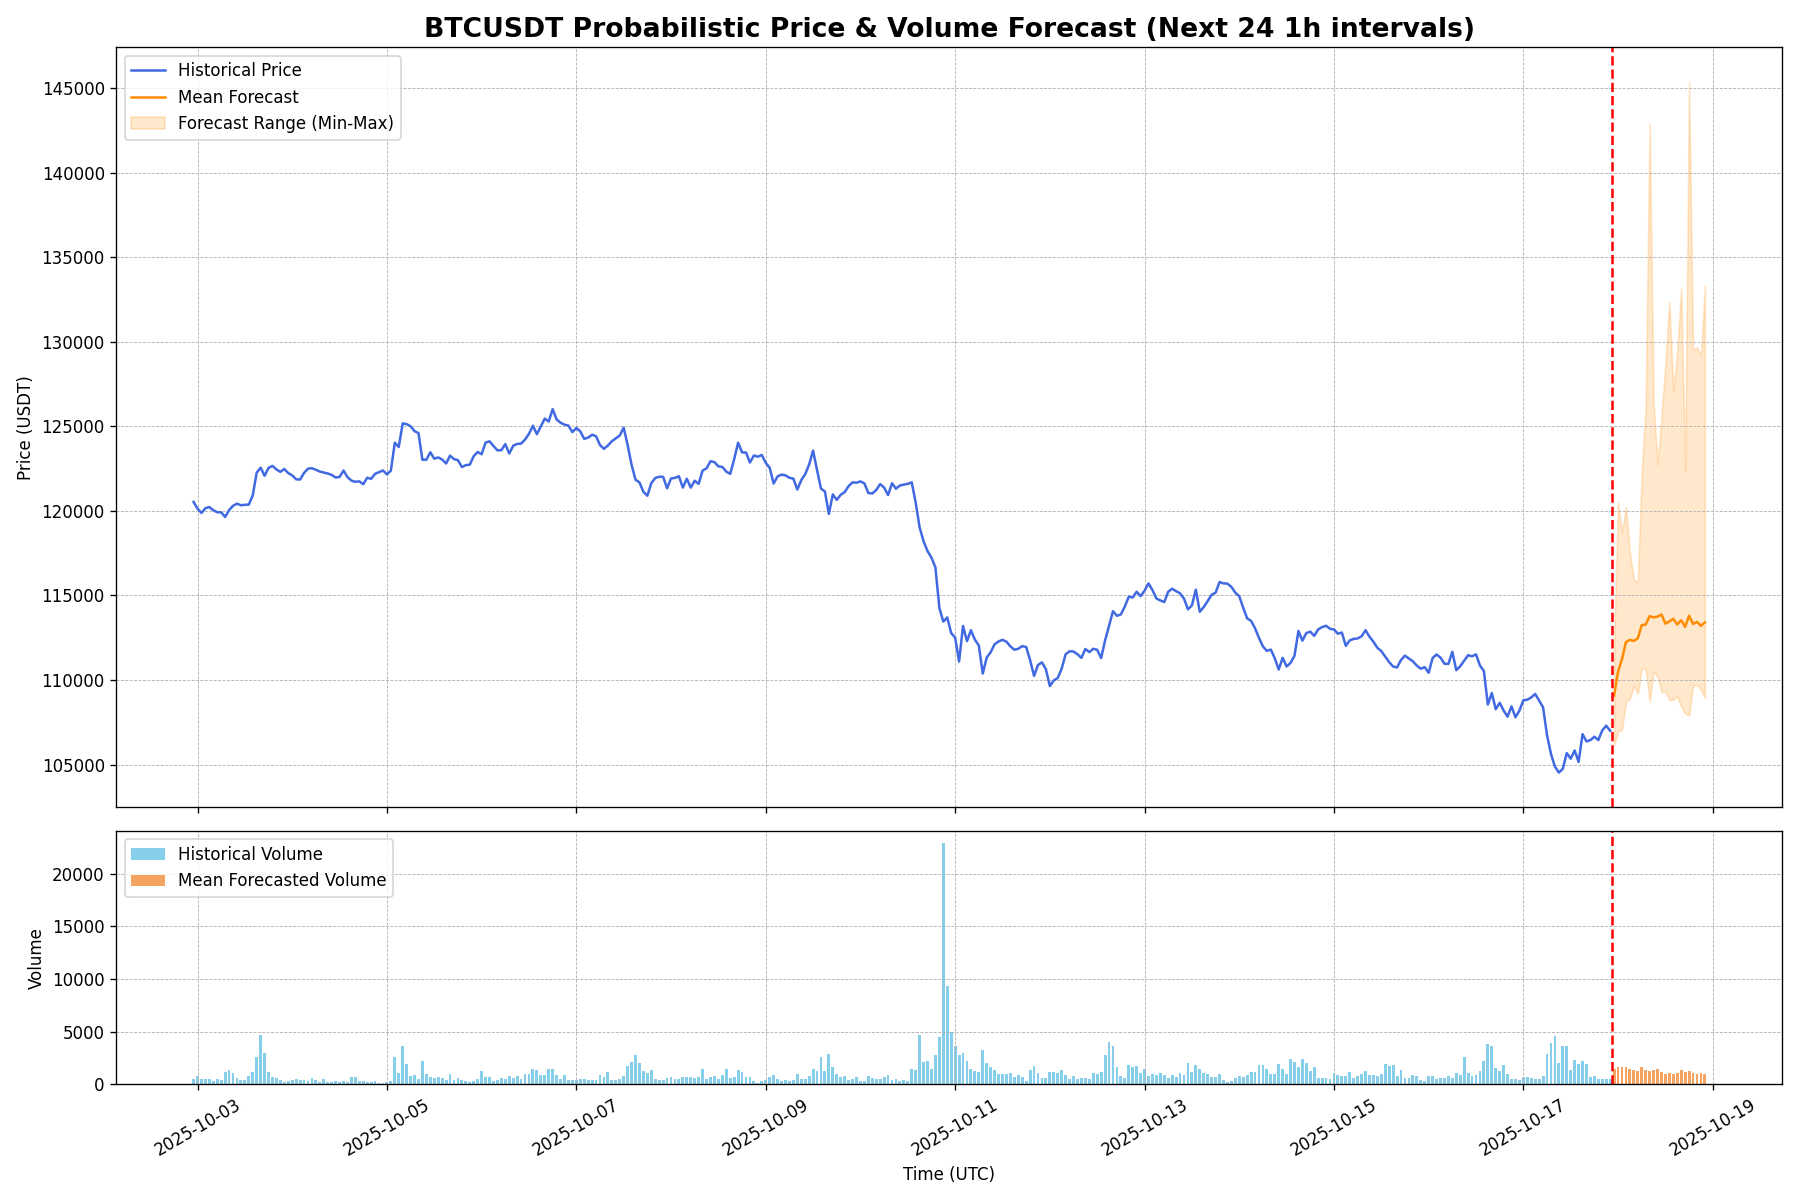 BTCUSDT Probabilistic Price & Volume Forecast (Next 24 1h intervals)
Historical Price
Mean Forecast
Forecast Range (Min-Max)
145000
140000
135000
130000
125000
120000
115000
110000
105000
Price (USDT)
Historical Volume
Mean Forecasted Volume
20000
15000
10000
5000
0
Volume
2025-10-03
2025-10-05
2025-10-07
2025-10-09
2025-10-11
2025-10-13
2025-10-15
2025-10-17
2025-10-19
Time (UTC)